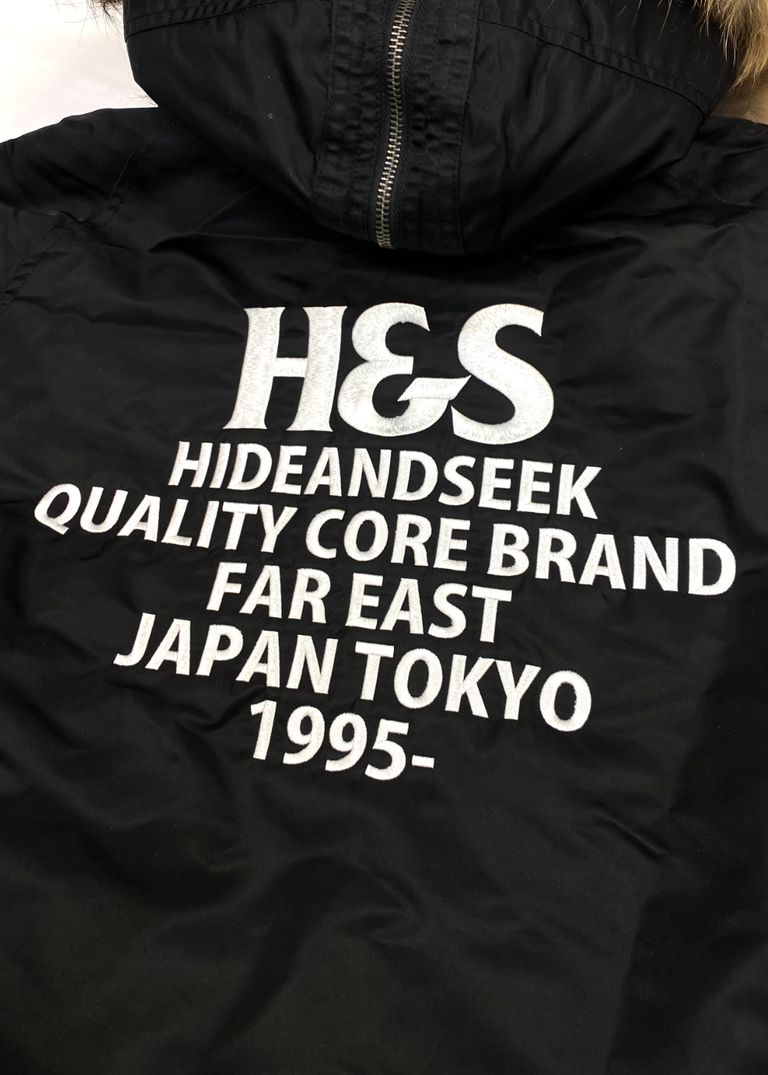 H&S
HIDEANDSEEK
QUALITY CORE BRAND
FAR EAST
JAPAN TOKYO
1995-